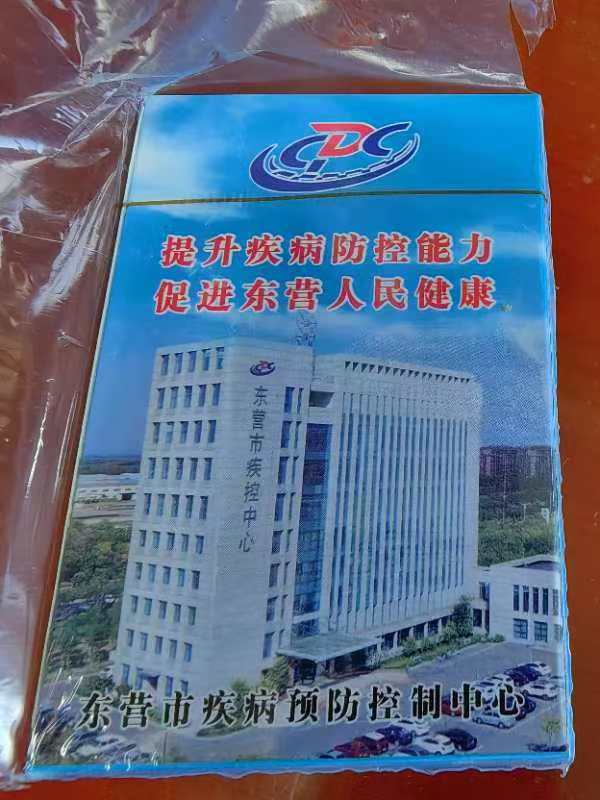 CDC
提升疾病防控能力
促进东营人民健康
东营市疾控中心
东营市疾病预防控制中心